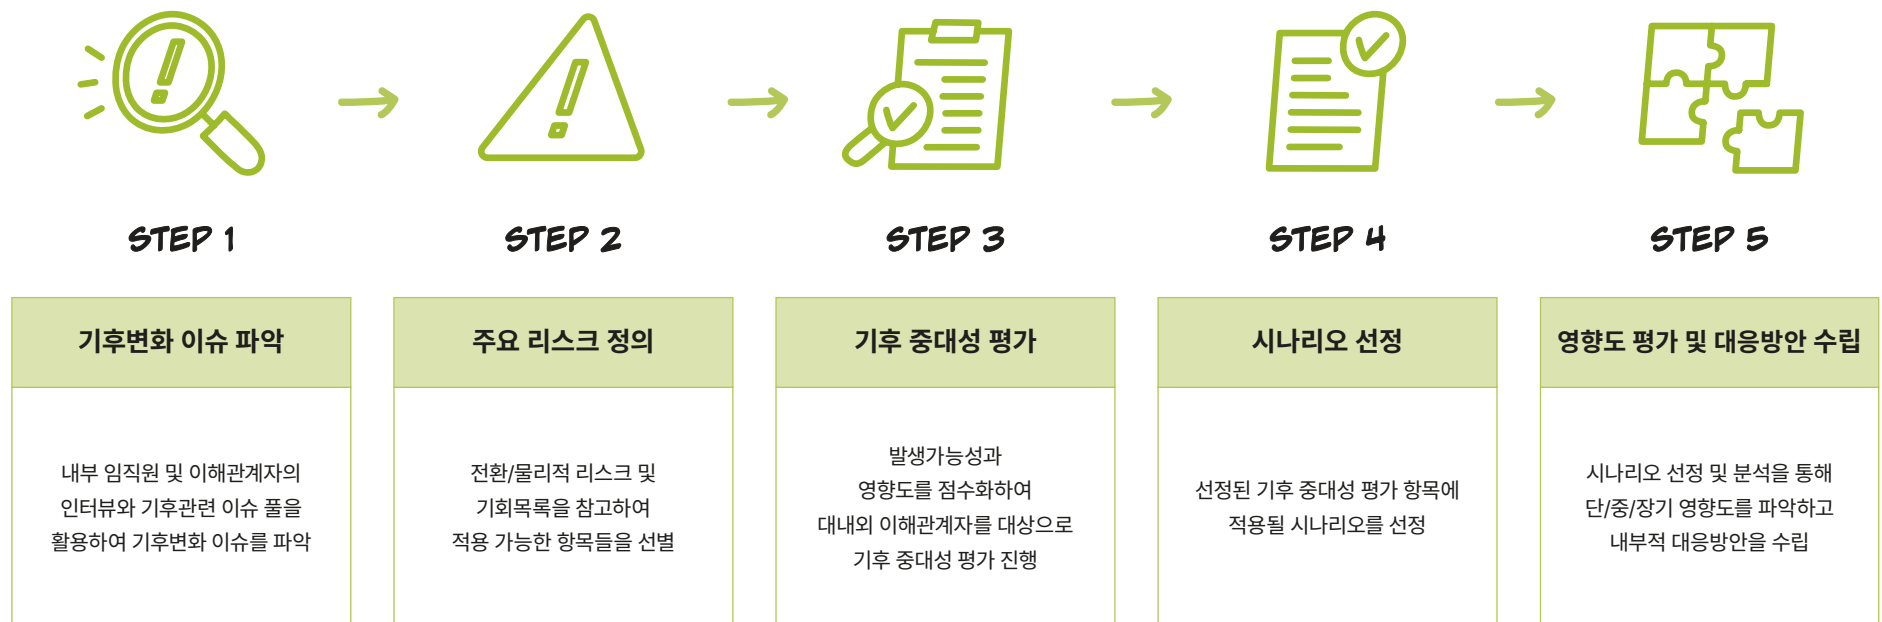 STEP 1
기후변화 이슈 파악
내부 임직원 및 이해관계자의
인터뷰와 기후관련 이슈 풀을
활용하여 기후변화 이슈를 파악
STEP 2
주요 리스크 정의
전환/물리적 리스크 및
기회목록을 참고하여
적용 가능한 항목들을 선별
STEP 3
기후 중대성 평가
발생가능성과
영향도를 점수화하여
대내외 이해관계자를 대상으로
기후 중대성 평가 진행
STEP 4
시나리오 선정
선정된 기후 중대성 평가 항목에
적용될 시나리오를 선정
STEP 5
영향도 평가 및 대응방안 수립
시나리오 선정 및 분석을 통해
단/중/장기 영향도를 파악하고
내부적 대응방안을 수립